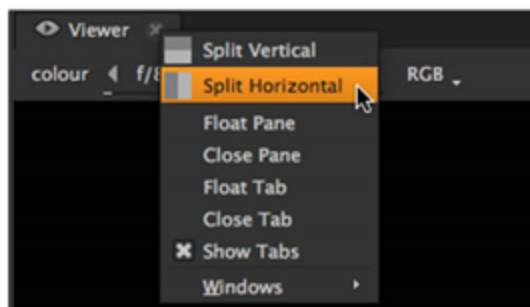 Viewer
Split Vertical
colour f/8 RGB
Split Horizontal
Float Pane
Close Pane
Float Tab
Close Tab
Show Tabs
Windows